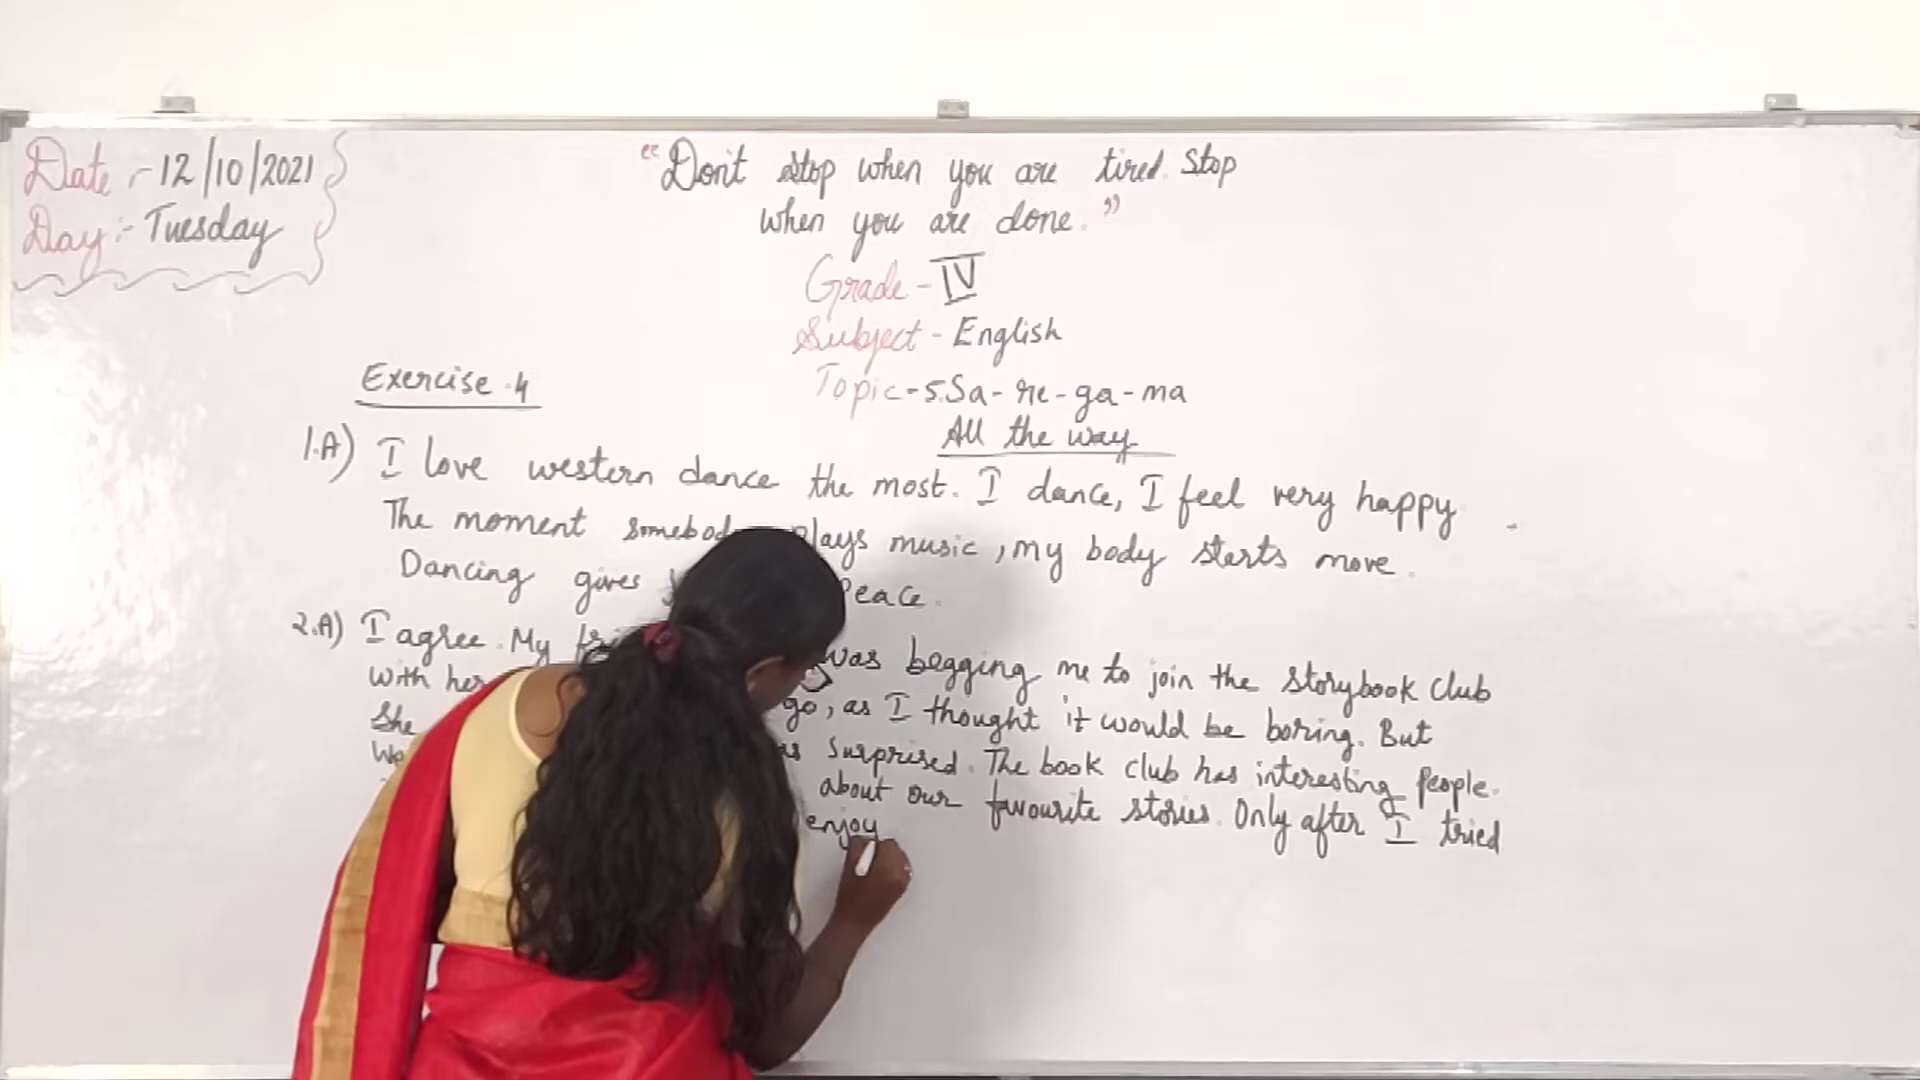 Date :- 12/10/2021
Day :- Tuesday
"Don't stop when you are tired. Stop
when you are done."
Grade - IV
Subject - English
Topic - 5. Sa - re - ga - ma
All the way
Exercise - 4
1.A) I love western dance the most. I dance, I feel very happy
The moment plays music, my body starts move.
Dancing gives Peace.
2.A) I agree. My was begging me to join the storybook club
with her go, as I thought it would be boring. But
She surprised. The book club has interesting people.
about our favourite stories. Only after I tried
enjoy